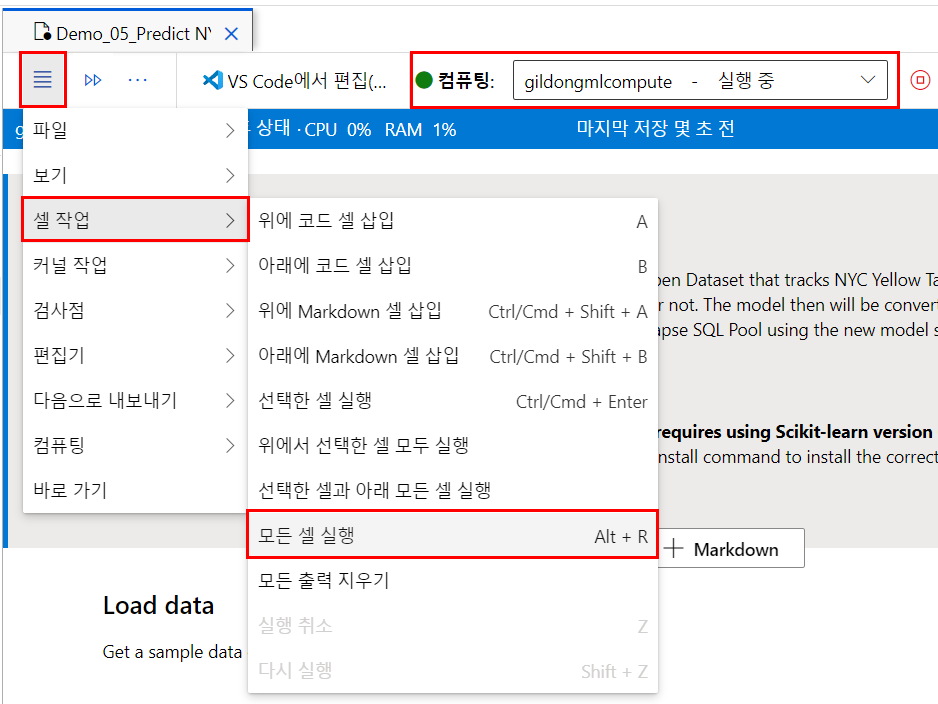 Demo_05_Predict NY
VS Code에서 편집(...
컴퓨팅: gildongmlcompute - 실행 중
상태 · CPU 0% RAM 1% 마지막 저장 몇 초 전
파일
보기
셀 작업
커널 작업
검사점
편집기
다음으로 내보내기
컴퓨팅
바로 가기
위에 코드 셀 삽입 A
아래에 코드 셀 삽입 B
위에 Markdown 셀 삽입 Ctrl/Cmd + Shift + A
아래에 Markdown 셀 삽입 Ctrl/Cmd + Shift + B
선택한 셀 실행 Ctrl/Cmd + Enter
위에서 선택한 셀 모두 실행
선택한 셀과 아래 모든 셀 실행
모든 셀 실행 Alt + R
모든 출력 지우기
실행 취소 Z
다시 실행 Shift + Z
pen Dataset that tracks NYC Yellow Ta
r not. The model then will be convert
apse SQL Pool using the new model s
requires using Scikit-learn version
nstall command to install the correct
+ Markdown
Load data
Get a sample data